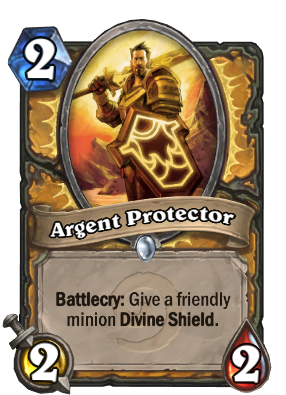 2
Argent Protector
Battlecry: Give a friendly
minion Divine Shield.
2
2